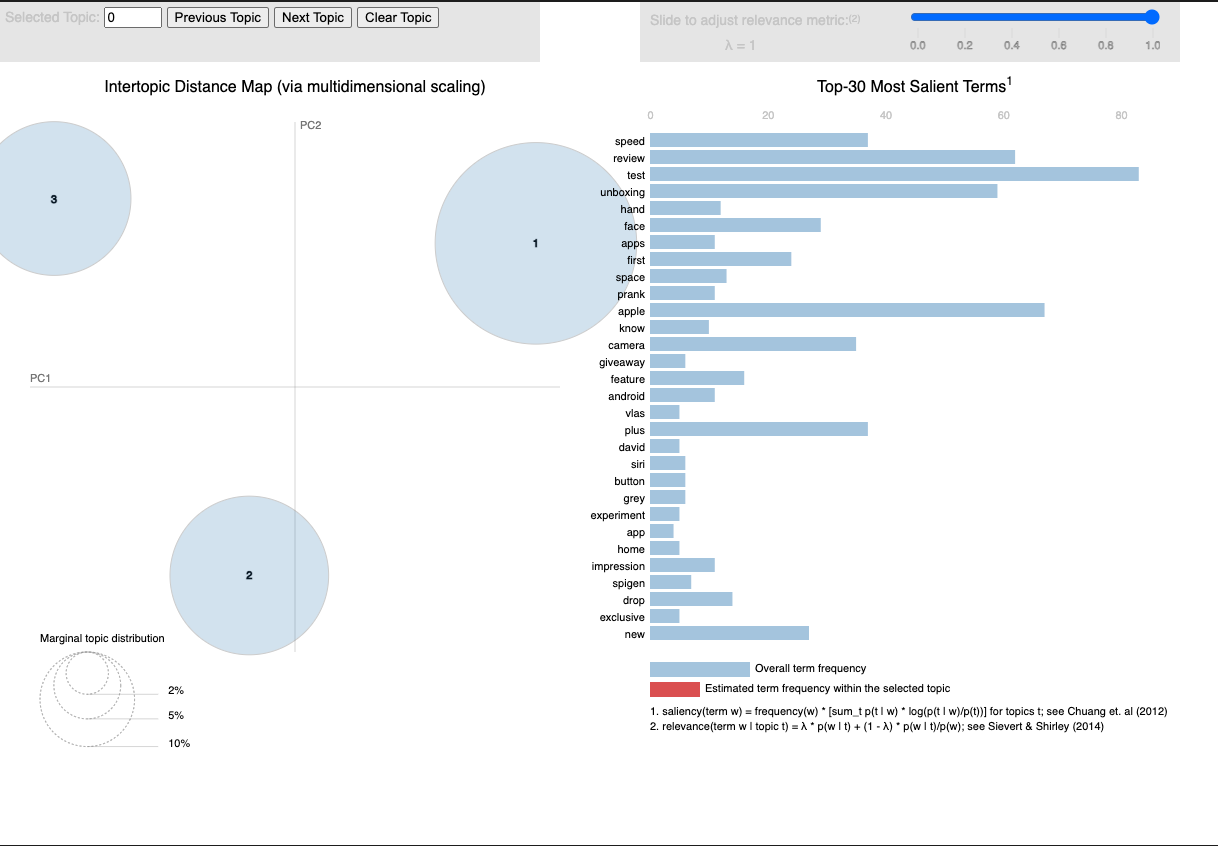 Selected Topic: 0 Previous Topic Next Topic Clear Topic
Slide to adjust relevance metric:(2)
λ = 1
0.0 0.2 0.4 0.6 0.8 1.0
Intertopic Distance Map (via multidimensional scaling)
PC2
PC1
3
1
2
Marginal topic distribution
2%
5%
10%
Top-30 Most Salient Terms1
0 20 40 60 80
speed
review
test
unboxing
hand
face
apps
first
space
prank
apple
know
camera
giveaway
feature
android
vlas
plus
david
siri
button
grey
experiment
app
home
impression
spigen
drop
exclusive
new
Overall term frequency
Estimated term frequency within the selected topic
1. saliency(term w) = frequency(w) * [sum_t p(t | w) * log(p(t | w)/p(t))] for topics t; see Chuang et. al (2012)
2. relevance(term w | topic t) = λ * p(w | t) + (1 - λ) * p(w | t)/p(w); see Sievert & Shirley (2014)